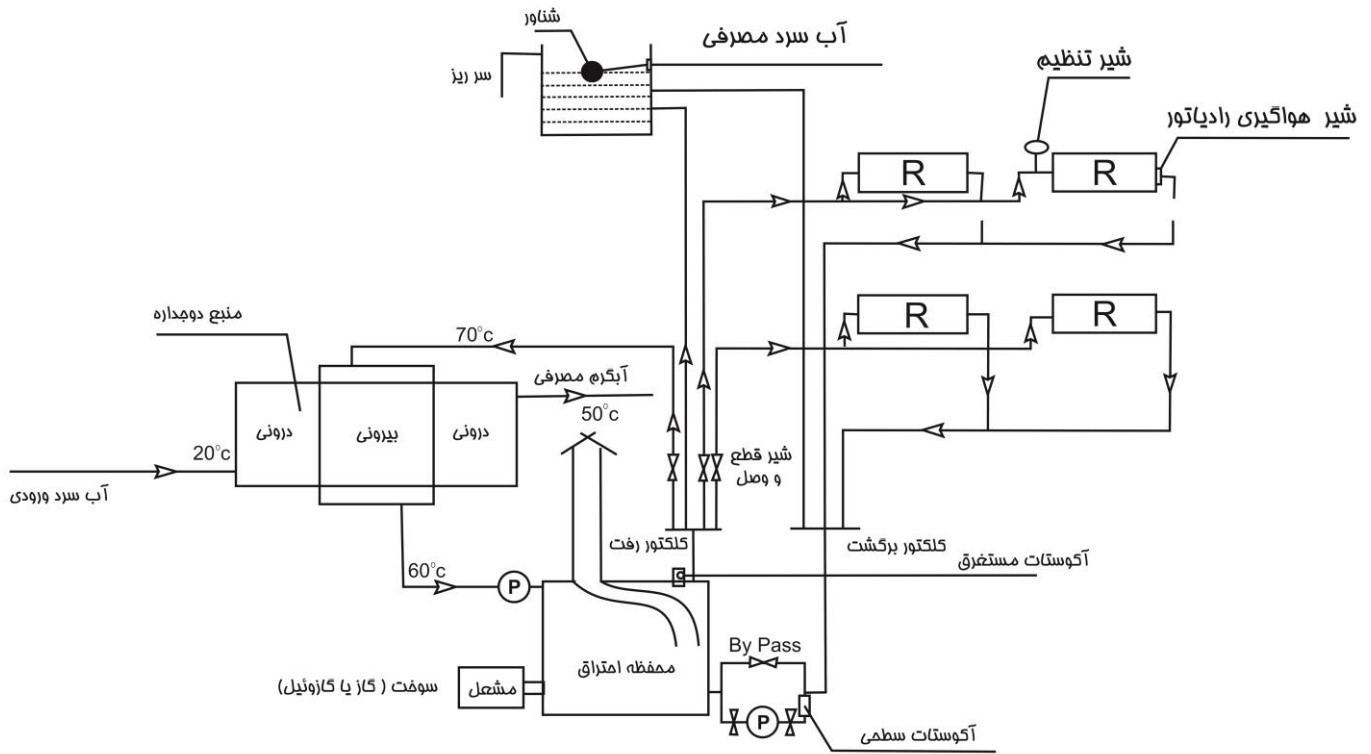 شناور
آب سرد مصرفی
سر ریز
شیر تنظیم
شیر هواگیری رادیاتور
R
R
منبع دوجداره
70°c
R
R
آبگرم مصرفی
50°c
درونی
بیرونی
درونی
20°c
آب سرد ورودی
شیر قطع
و وصل
کلکتور رفت
کلکتور برگشت
آکوستات مستغرق
60°c
P
By Pass
محفظه احتراق
سوخت ( گاز یا گازوئیل)
مشعل
P
آکوستات سطحی